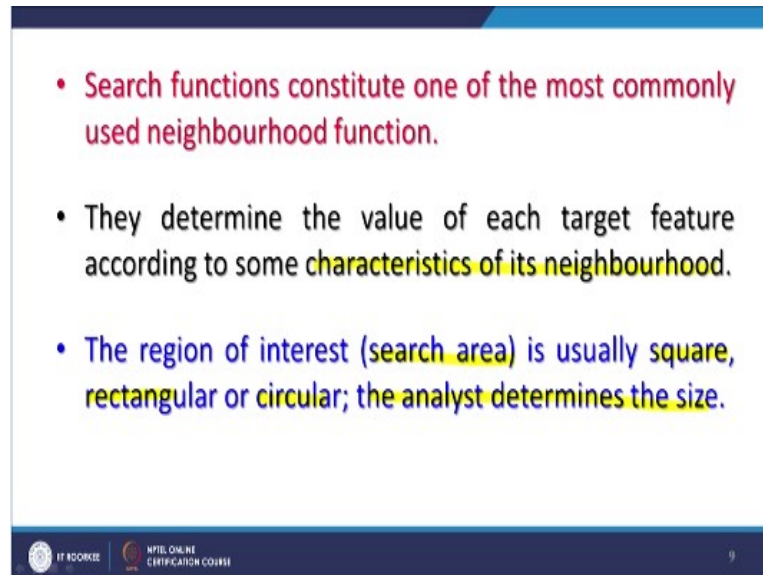 • Search functions constitute one of the most commonly
used neighbourhood function.
• They determine the value of each target feature
according to some characteristics of its neighbourhood.
• The region of interest (search area) is usually square,
rectangular or circular; the analyst determines the size.
IT ROORKEE
NPTEL ONLINE
CERTIFICATION COURSE
9